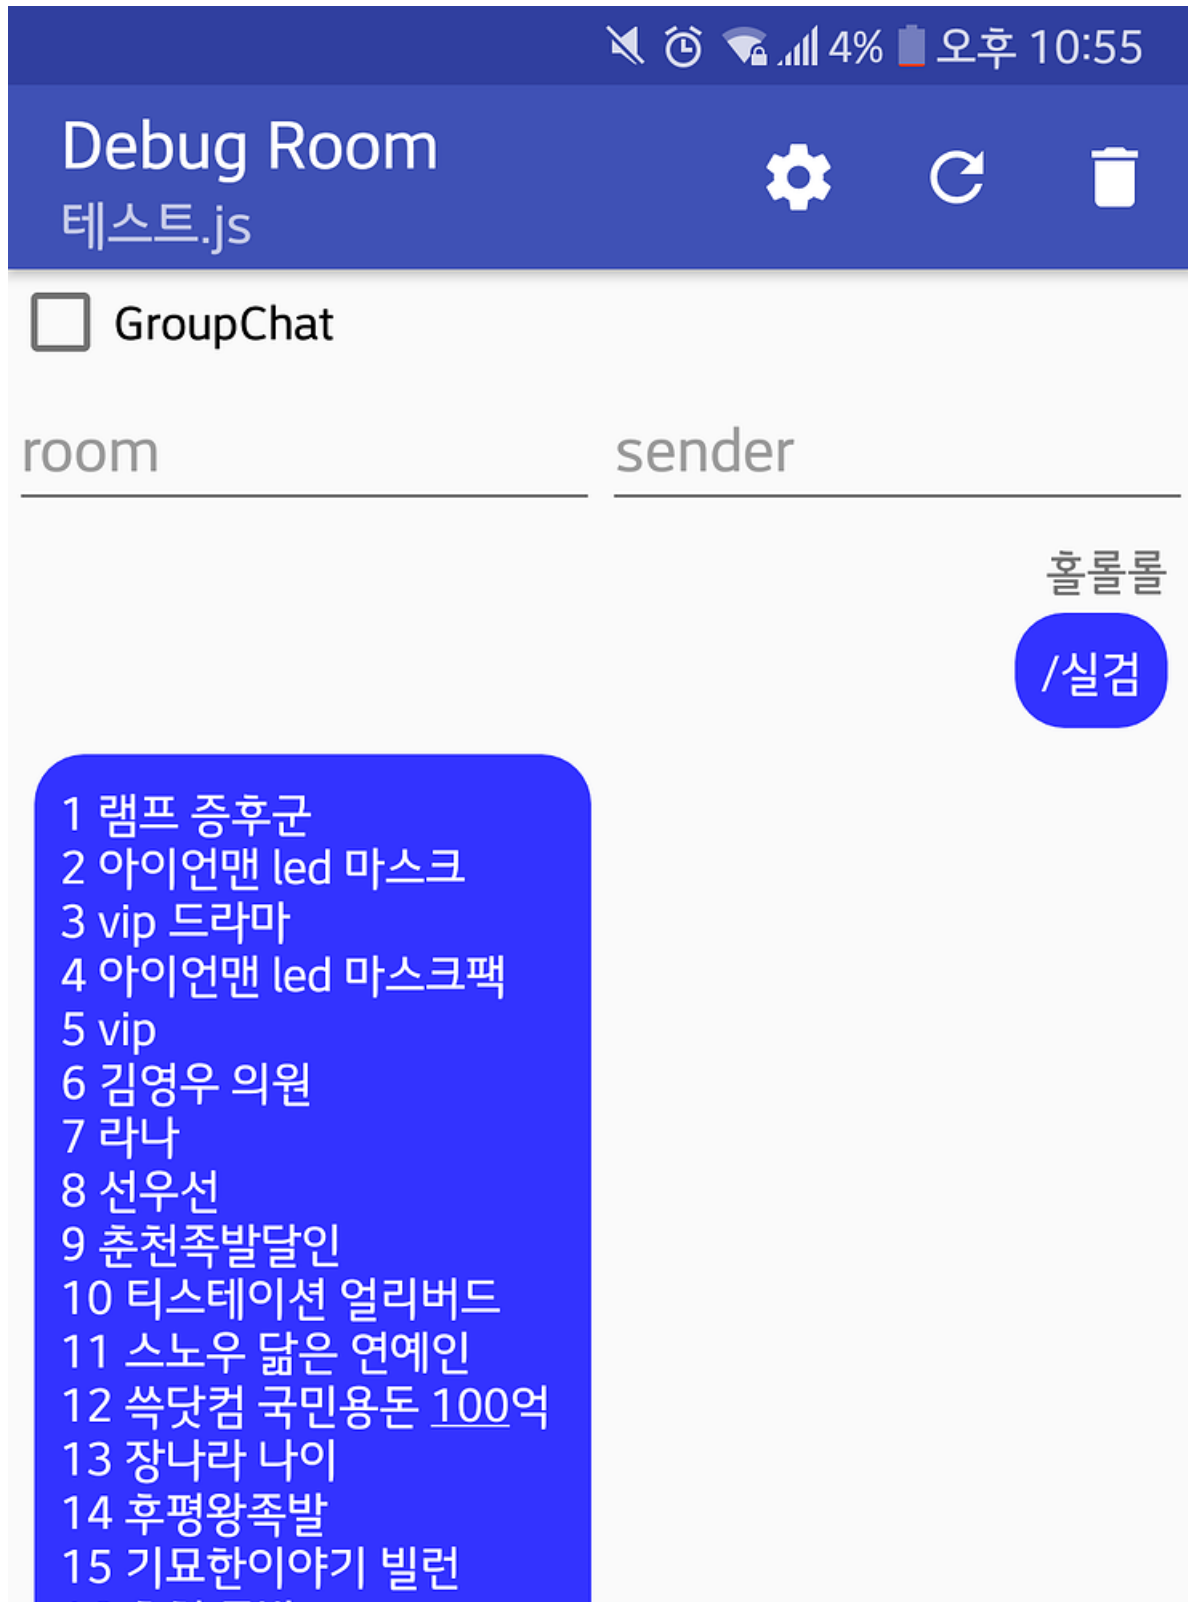 4% 오후 10:55
Debug Room
테스트.js
GroupChat
room sender
홀롤롤
/실검
1 램프 증후군
2 아이언맨 led 마스크
3 vip 드라마
4 아이언맨 led 마스크팩
5 vip
6 김영우 의원
7 라나
8 선우선
9 춘천족발달인
10 티스테이션 얼리버드
11 스노우 닮은 연예인
12 쓱닷컴 국민용돈 100억
13 장나라 나이
14 후평왕족발
15 기묘한이야기 빌런